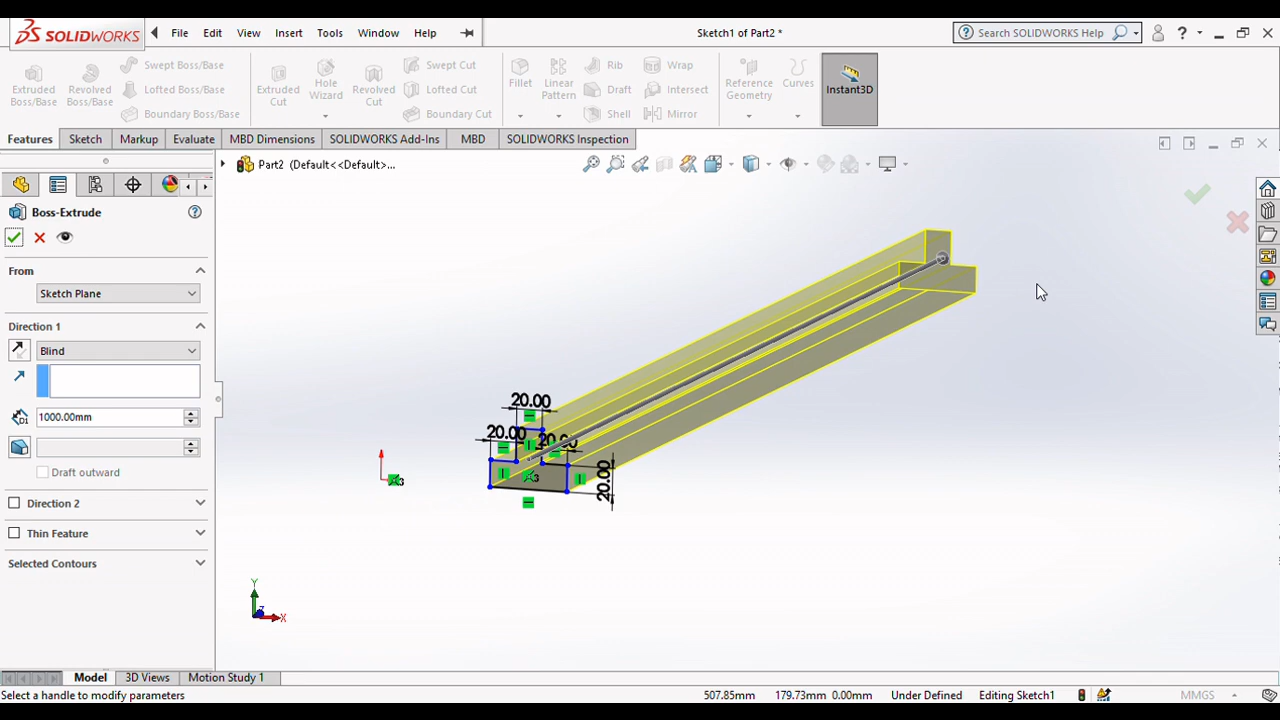 SOLIDWORKS File Edit View Insert Tools Window Help Sketch1 of Part2 * Search SOLIDWORKS Help ?
Extruded Boss/Base
Revolved Boss/Base
Swept Boss/Base
Lofted Boss/Base
Boundary Boss/Base
Extruded Cut
Hole Wizard
Revolved Cut
Swept Cut
Lofted Cut
Boundary Cut
Fillet
Linear Pattern
Rib
Draft
Shell
Wrap
Intersect
Mirror
Reference Geometry
Curves
Instant3D
Features Sketch Markup Evaluate MBD Dimensions SOLIDWORKS Add-Ins MBD SOLIDWORKS Inspection
Part2 (Default<<Default>...
Boss-Extrude
From
Sketch Plane
Direction 1
Blind
1000.00mm
Draft outward
Direction 2
Thin Feature
Selected Contours
20.00
20.00
20.00
20.00
3
3
Y
X
Z
Model 3D Views Motion Study 1
Select a handle to modify parameters 507.85mm 179.73mm 0.00mm Under Defined Editing Sketch1 MMGS